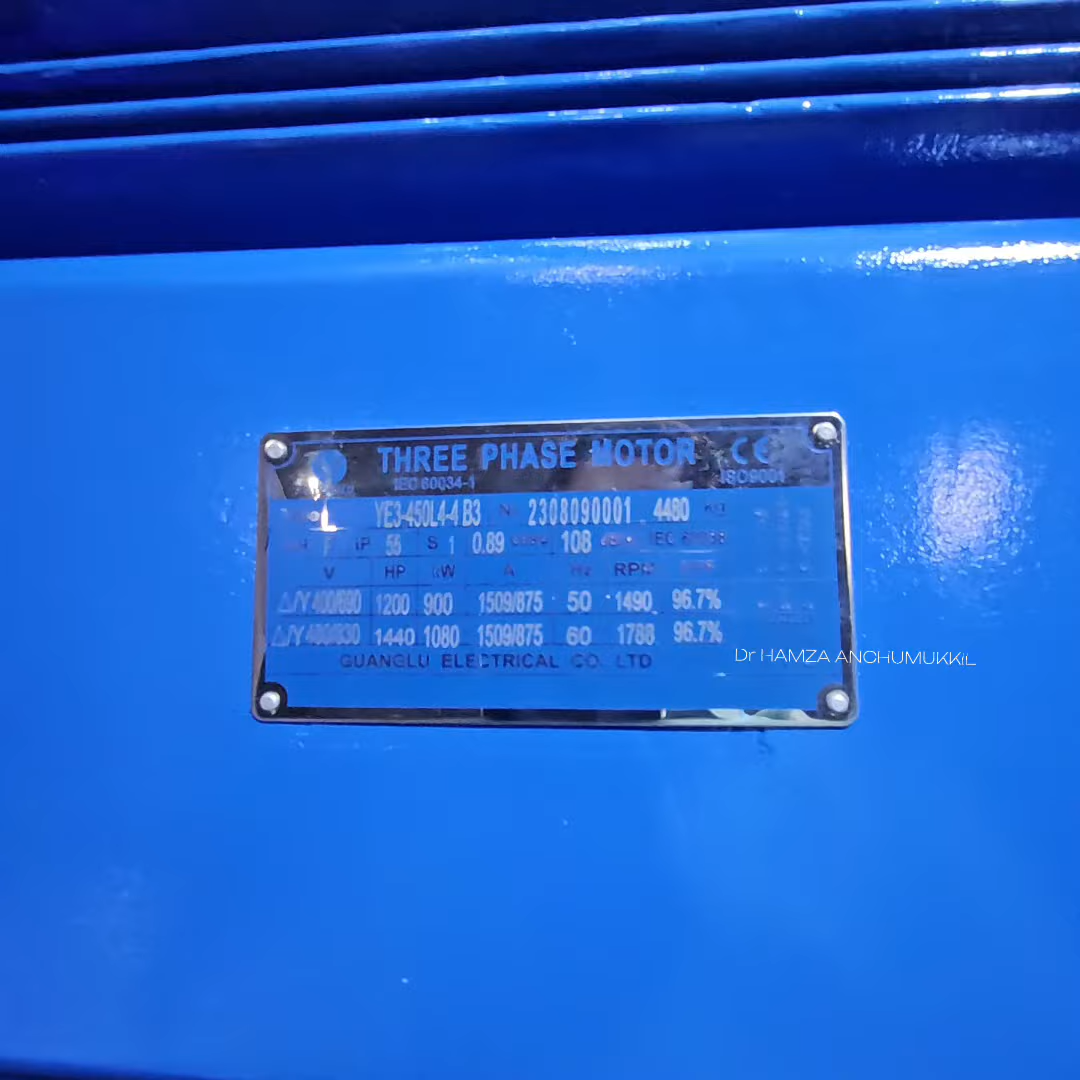 THREE PHASE MOTOR CE
IEC 60034-1 ISO9001
YE3-450L4-4 B3 N 2308090001 4480 KG
F IP 55 S 1 0.89 108 IEC
V HP kW A Hz RPM
△/Y 400/690 1200 900 1509/875 50 1490 96.7%
△/Y 480/830 1440 1080 1509/875 60 1788 96.7%
GUANGLU ELECTRICAL CO. LTD
Dr HAMZA ANCHUMUKKIL